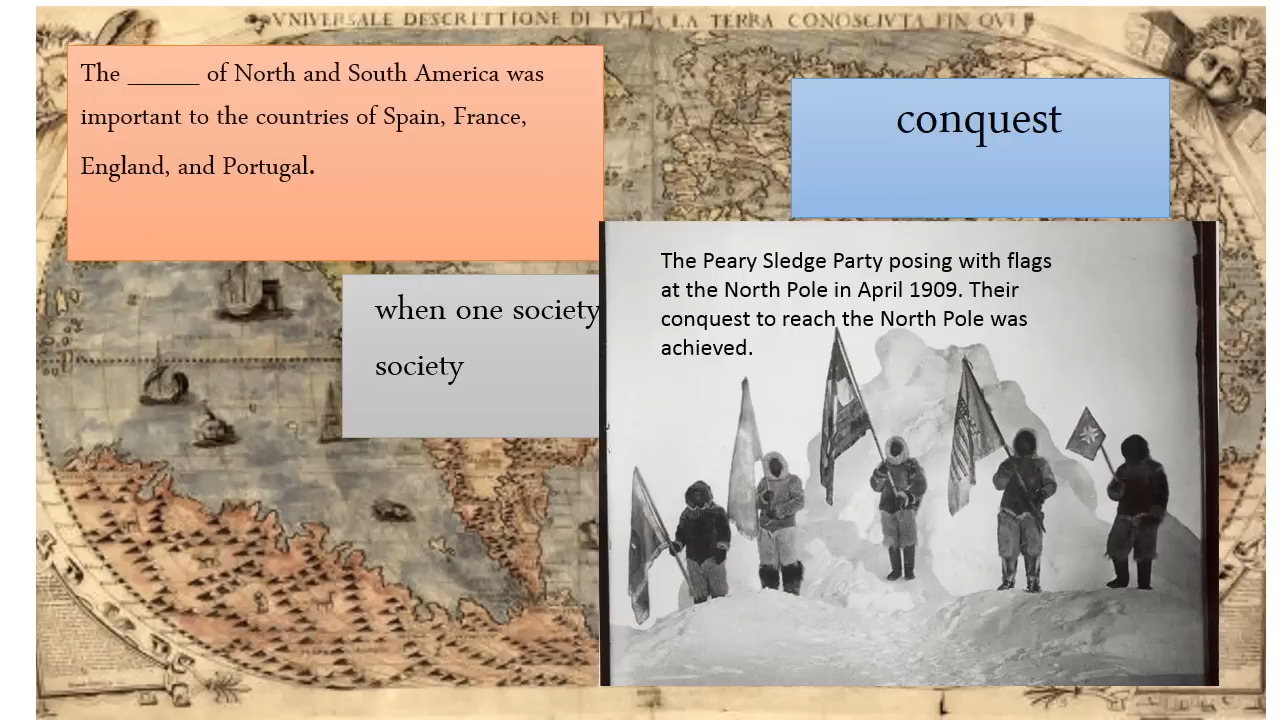 VNIVERSALE DESCRITTIONE DI TVTTA LA TERRA CONOSCIVTA FIN QVI
The ______ of North and South America was
important to the countries of Spain, France,
England, and Portugal.
conquest
when one society
society
The Peary Sledge Party posing with flags
at the North Pole in April 1909. Their
conquest to reach the North Pole was
achieved.